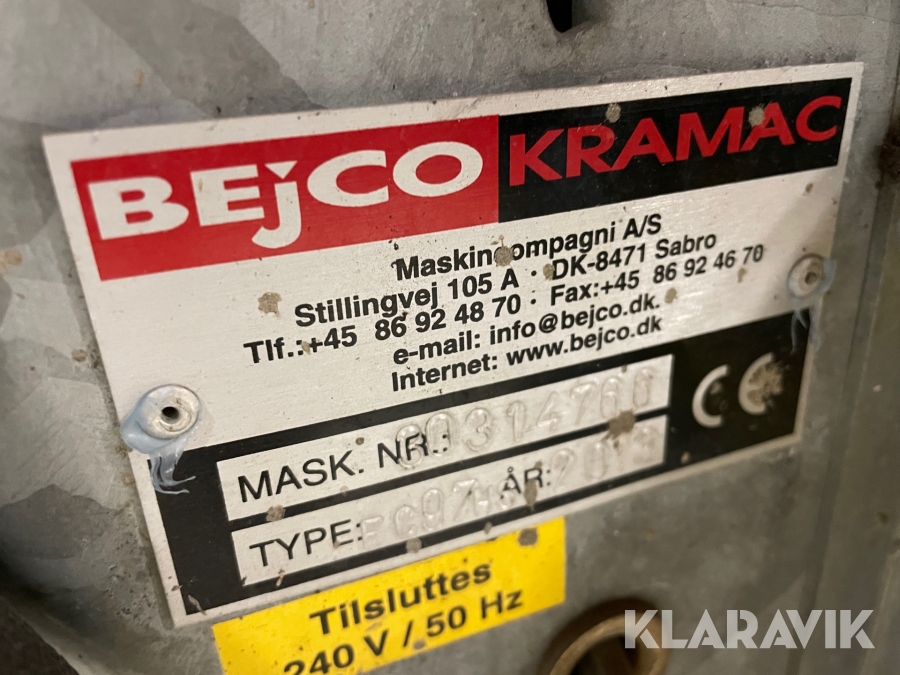 BEjCO KRAMAC
Maskincompagni A/S
Stillingvej 105 A · DK-8471 Sabro
Tlf.:+45 86 92 48 70 · Fax:+45 86 92 46 70
e-mail: info@bejco.dk.
Internet: www.bejco.dk
MASK. NR.:
TYPE: ÅR:
CE
Tilsluttes
240 V / 50 Hz
KLARAVIK